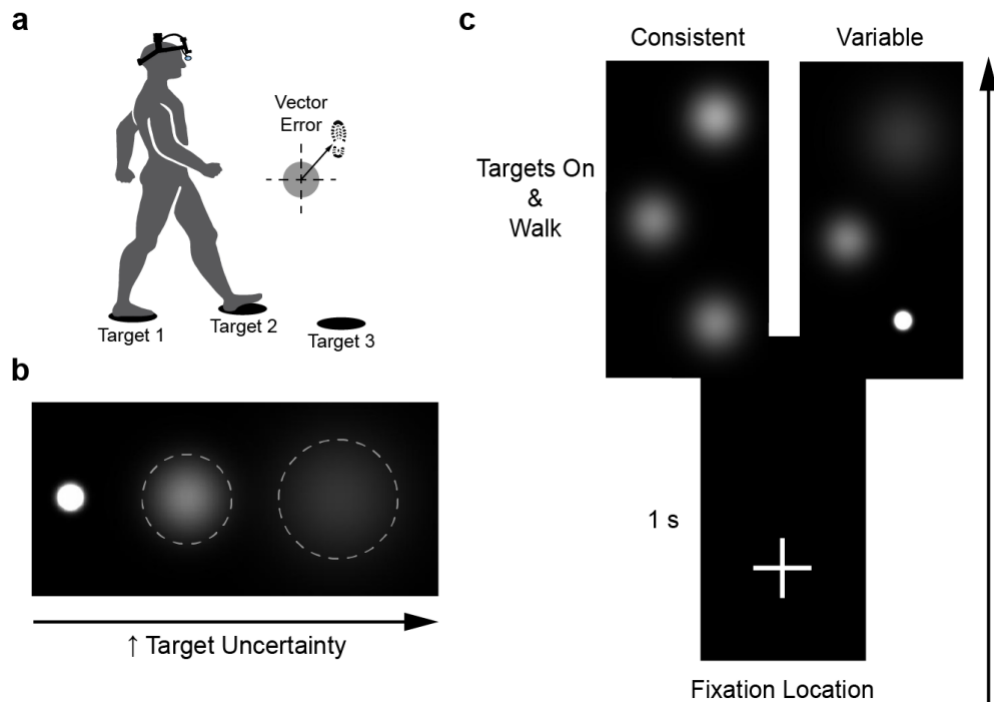 a
Vector
Error
Target 1
Target 2
Target 3
b
↑ Target Uncertainty
c
Consistent
Variable
Targets On
&
Walk
1 s
Fixation Location